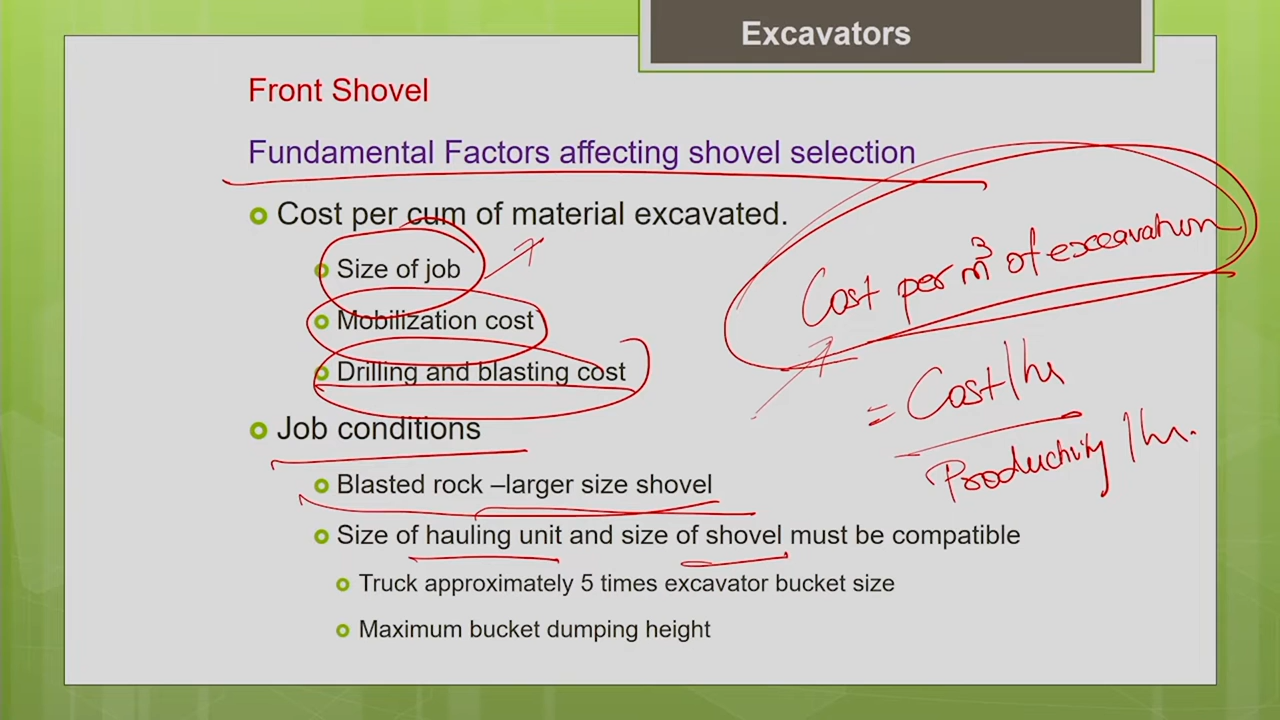 Excavators
Front Shovel
Fundamental Factors affecting shovel selection
Cost per cum of material excavated.
Size of job
Mobilization cost
Drilling and blasting cost
Job conditions
Blasted rock –larger size shovel
Size of hauling unit and size of shovel must be compatible
Truck approximately 5 times excavator bucket size
Maximum bucket dumping height
Cost per m³ of exceavation
= Cost/hr
Productivity/hr.